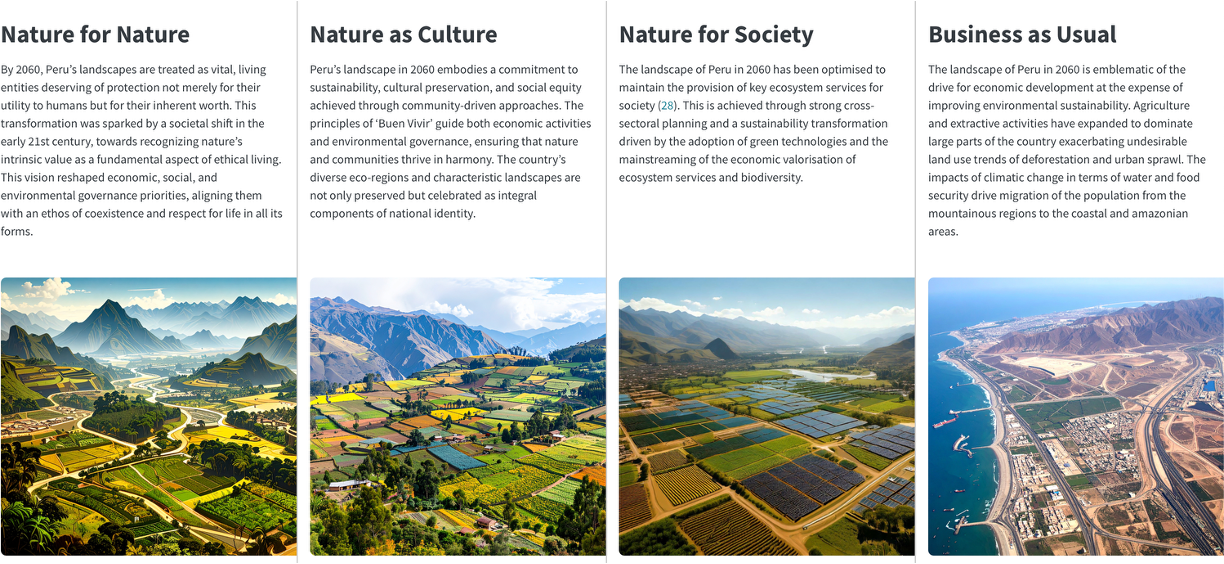 Nature for Nature
By 2060, Peru's landscapes are treated as vital, living
entities deserving of protection not merely for their
utility to humans but for their inherent worth. This
transformation was sparked by a societal shift in the
early 21st century, towards recognizing nature's
intrinsic value as a fundamental aspect of ethical living.
This vision reshaped economic, social, and
environmental governance priorities, aligning them
with an ethos of coexistence and respect for life in all its
forms.
Nature as Culture
Peru's landscape in 2060 embodies a commitment to
sustainability, cultural preservation, and social equity
achieved through community-driven approaches. The
principles of 'Buen Vivir' guide both economic activities
and environmental governance, ensuring that nature
and communities thrive in harmony. The country's
diverse eco-regions and characteristic landscapes are
not only preserved but celebrated as integral
components of national identity.
Nature for Society
The landscape of Peru in 2060 has been optimised to
maintain the provision of key ecosystem services for
society (28). This is achieved through strong cross-
sectoral planning and a sustainability transformation
driven by the adoption of green technologies and the
mainstreaming of the economic valorisation of
ecosystem services and biodiversity.
Business as Usual
The landscape of Peru in 2060 is emblematic of the
drive for economic development at the expense of
improving environmental sustainability. Agriculture
and extractive activities have expanded to dominate
large parts of the country exacerbating undesirable
land use trends of deforestation and urban sprawl. The
impacts of climatic change in terms of water and food
security drive migration of the population from the
mountainous regions to the coastal and amazonian
areas.